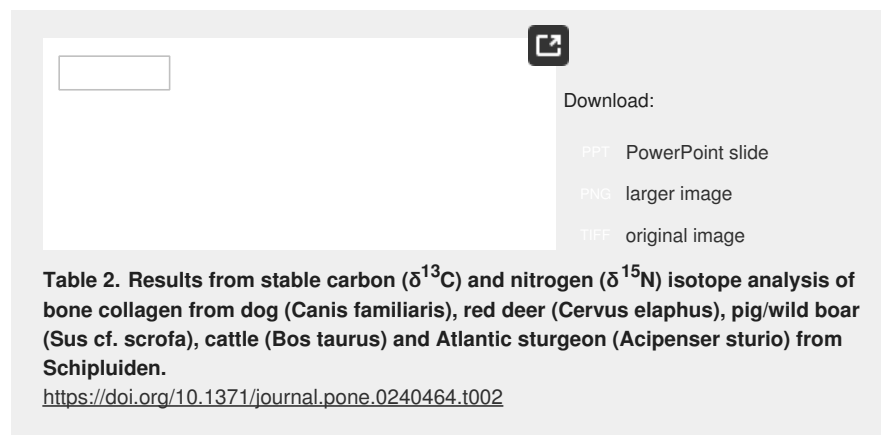 Download:
PPT PowerPoint slide
PNG larger image
TIFF original image
Table 2. Results from stable carbon (δ¹³C) and nitrogen (δ¹⁵N) isotope analysis of
bone collagen from dog (Canis familiaris), red deer (Cervus elaphus), pig/wild boar
(Sus cf. scrofa), cattle (Bos taurus) and Atlantic sturgeon (Acipenser sturio) from
Schipluiden.
https://doi.org/10.1371/journal.pone.0240464.t002